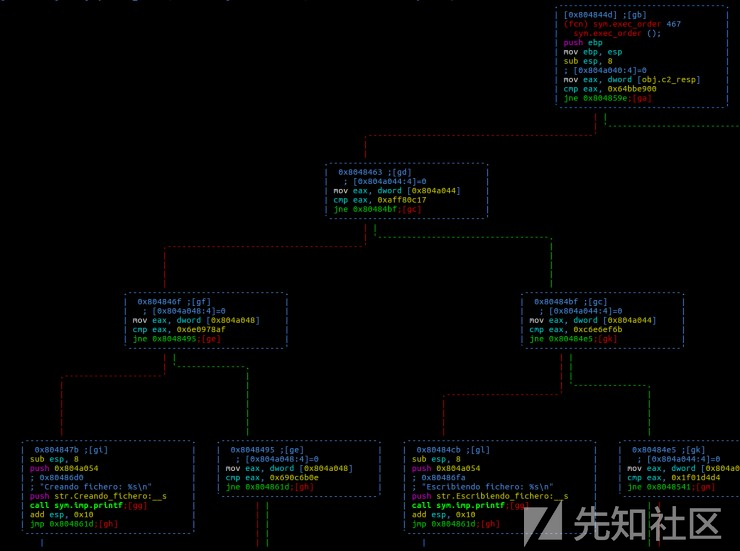 [0x804844d] ;[gb]
(fcn) sym.exec_order 467
sym.exec_order ();
push ebp
mov ebp, esp
sub esp, 8
; [0x804a040:4]=0
mov eax, dword [obj.c2_resp]
cmp eax, 0x64bbe900
jne 0x804859e;[ga]
0x8048463 ;[gd]
; [0x804a044:4]=0
mov eax, dword [0x804a044]
cmp eax, 0xaff80c17
jne 0x80484bf;[gc]
0x804846f ;[gf]
; [0x804a048:4]=0
mov eax, dword [0x804a048]
cmp eax, 0x6e0978af
jne 0x8048495;[ge]
0x80484bf ;[gc]
; [0x804a044:4]=0
mov eax, dword [0x804a044]
cmp eax, 0xc6e6ef6b
jne 0x80484e5;[gk]
0x804847b ;[gi]
sub esp, 8
push 0x804a054
; 0x80486d0
; "Creando fichero: %s\n"
push str.Creando_fichero:__s
call sym.imp.printf;[gg]
add esp, 0x10
jmp 0x804861d;[gh]
0x8048495 ;[ge]
; [0x804a048:4]=0
mov eax, dword [0x804a048]
cmp eax, 0x690c6b0e
jne 0x804861d;[gh]
0x80484cb ;[gl]
sub esp, 8
push 0x804a054
; 0x80486fa
; "Escribiendo fichero: %s\n"
push str.Escribiendo_fichero:__s
call sym.imp.printf;[gg]
add esp, 0x10
jmp 0x804861d;[gh]
0x80484e5 ;[gk]
; [0x804a044:4]=0
mov eax, dword [0x804a0
cmp eax, 0x1f01d4d4
jne 0x8048541;[gm]
先知社区